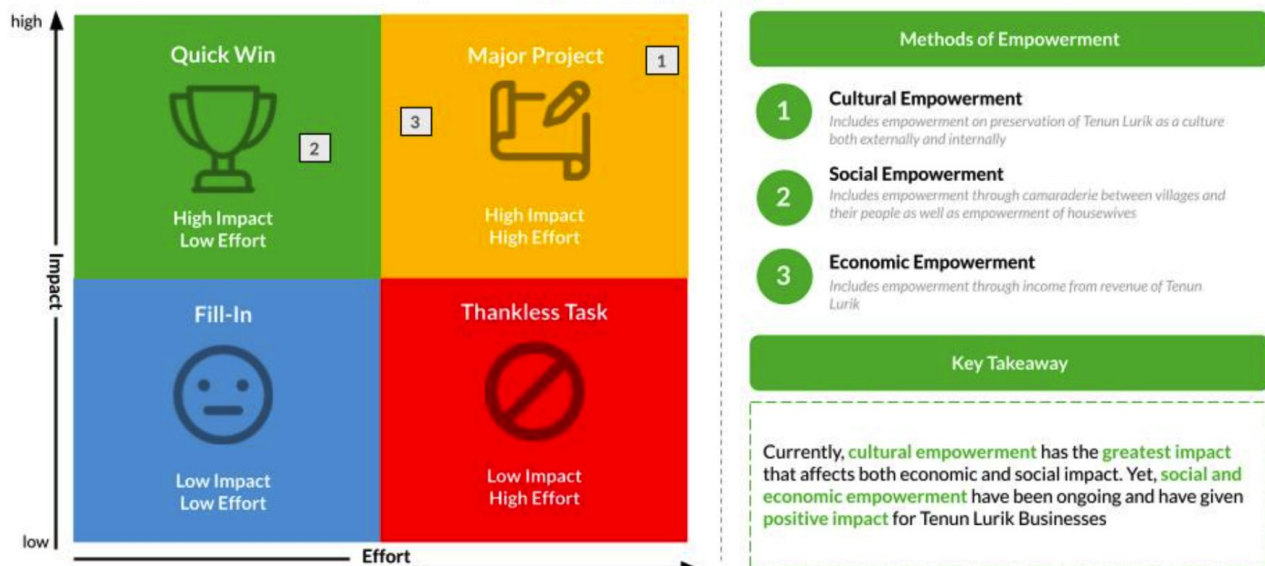 high
Quick Win
2
High Impact
Low Effort
Major Project
1
3
High Impact
High Effort
Impact
Fill-In
Low Impact
Low Effort
Thankless Task
Low Impact
High Effort
low
Effort
Methods of Empowerment
1
Cultural Empowerment
Includes empowerment on preservation of Tenun Lurik as a culture
both externally and internally
2
Social Empowerment
Includes empowerment through camaraderie between villages and
their people as well as empowerment of housewives
3
Economic Empowerment
Includes empowerment through income from revenue of Tenun
Lurik
Key Takeaway
Currently, cultural empowerment has the greatest impact
that affects both economic and social impact. Yet, social and
economic empowerment have been ongoing and have given
positive impact for Tenun Lurik Businesses